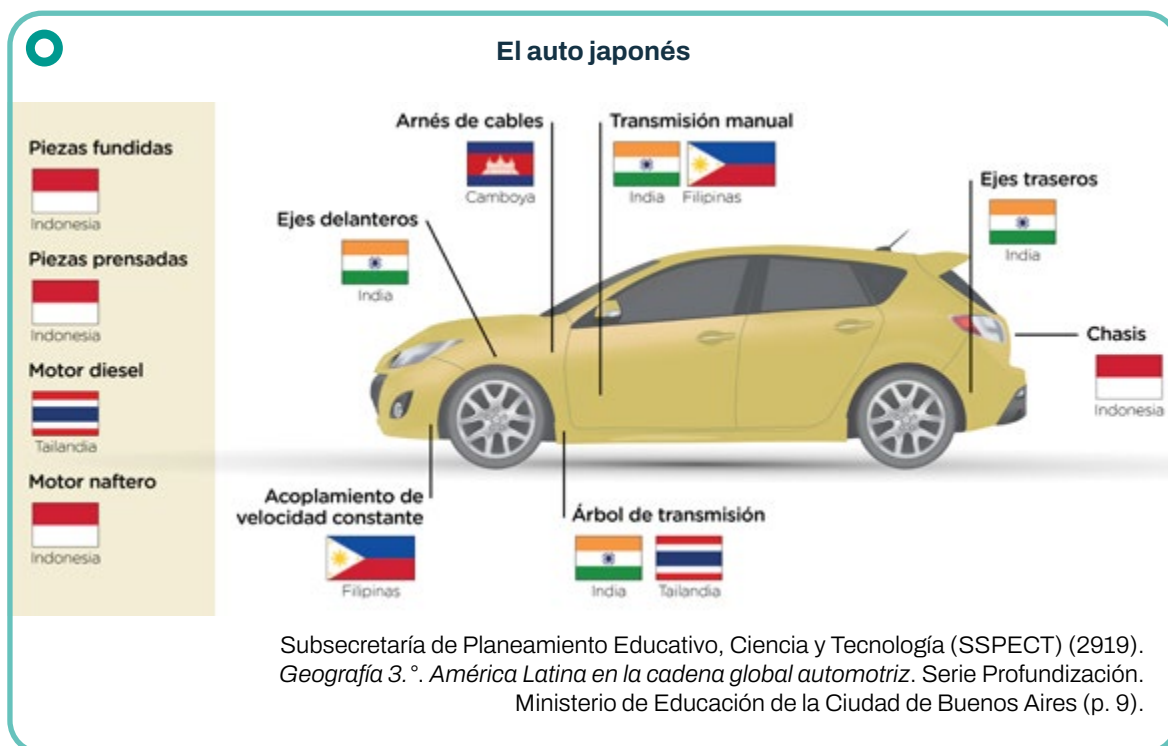 El auto japonés
Piezas fundidas
Indonesia
Piezas prensadas
Indonesia
Motor diesel
Tailandia
Motor naftero
Indonesia
Arnés de cables
Camboya
Transmisión manual
India Filipinas
Ejes traseros
India
Ejes delanteros
India
Chasis
Indonesia
Acoplamiento de
velocidad constante
Filipinas
Árbol de transmisión
India Tailandia
Subsecretaría de Planeamiento Educativo, Ciencia y Tecnología (SSPECT) (2919).
Geografía 3.°. América Latina en la cadena global automotriz. Serie Profundización.
Ministerio de Educación de la Ciudad de Buenos Aires (p. 9).